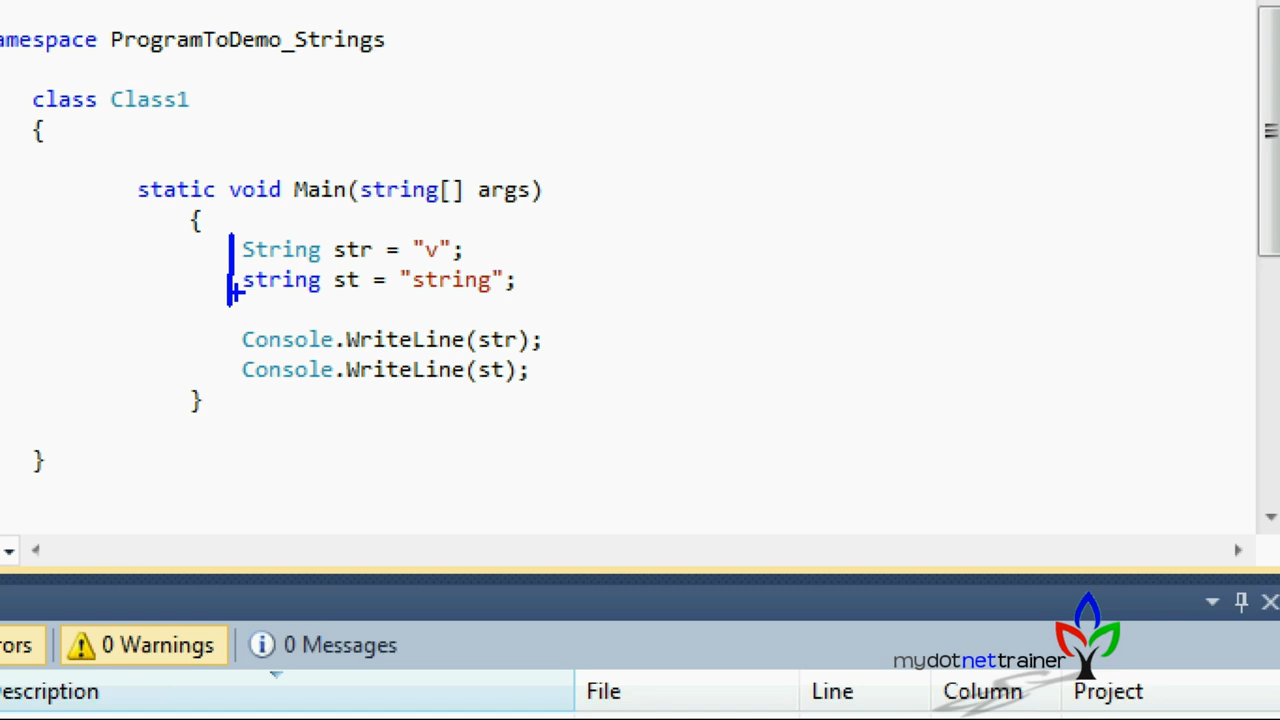 amespace ProgramToDemo_Strings
class Class1
{
static void Main(string[] args)
{
String str = "v";
string st = "string";
Console.WriteLine(str);
Console.WriteLine(st);
}
}
rors
0 Warnings
0 Messages
mydotnettrainer
escription
File
Line
Column
Project